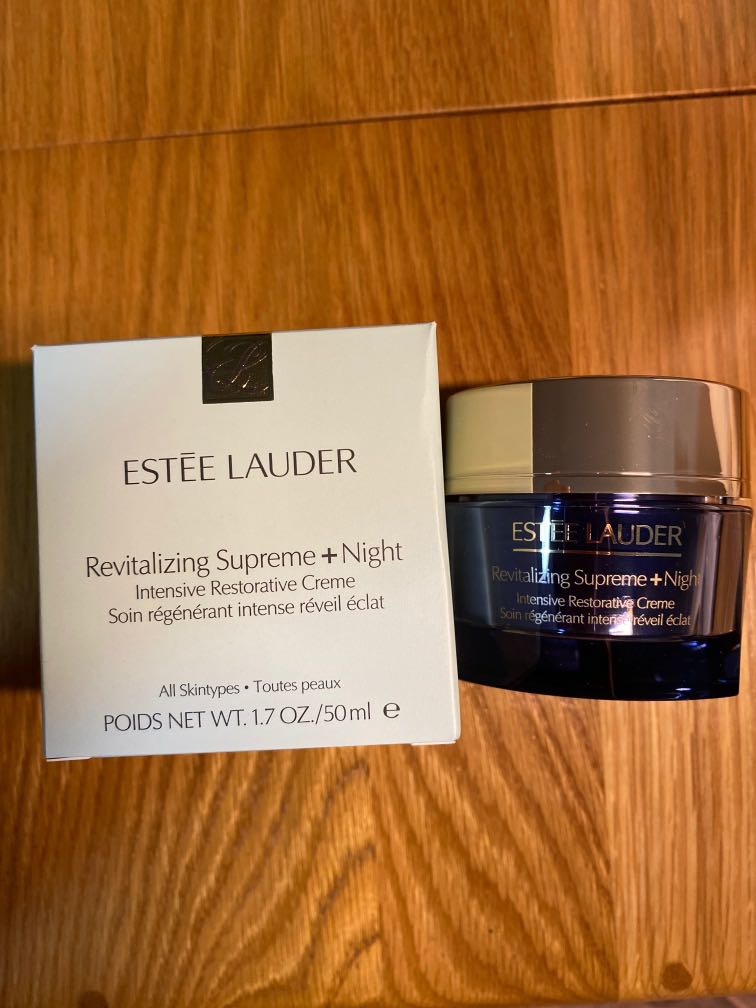 ESTĒE LAUDER
Revitalizing Supreme + Night
Intensive Restorative Creme
Soin régénérant intense réveil éclat
All Skintypes • Toutes peaux
POIDS NET WT. 1.7 OZ./50 ml ℮
ESTĒE LAUDER
Revitalizing Supreme + Night
Intensive Restorative Creme
Soin régénérant intense réveil éclat